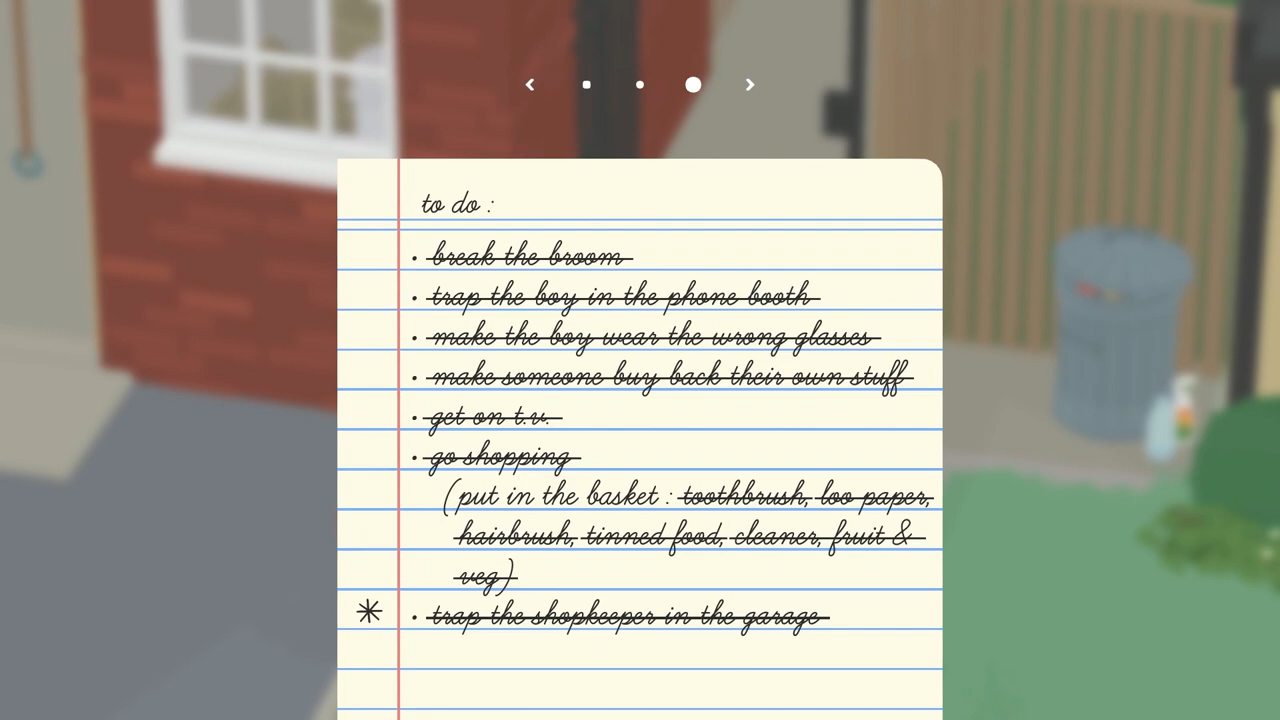 to do :
• break the broom
• trap the boy in the phone booth
• make the boy wear the wrong glasses
• make someone buy back their own stuff
• get on t.v.
• go shopping
(put in the basket : toothbrush, loo paper,
hairbrush, tinned food, cleaner, fruit &
veg)
* • trap the shopkeeper in the garage